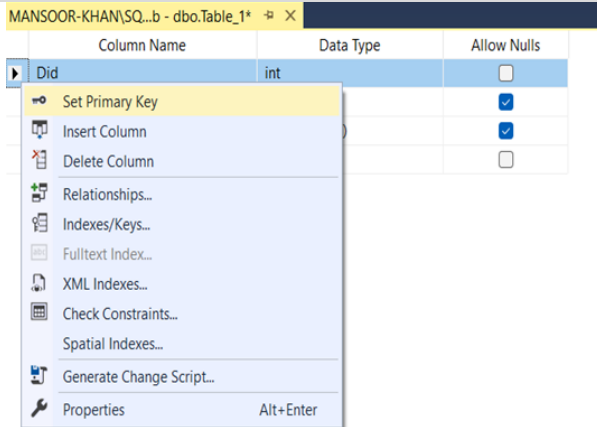 MANSOOR-KHAN\SQ...b - dbo.Table_1*
Column Name Data Type Allow Nulls
Did int
Set Primary Key
Insert Column )
Delete Column
Relationships...
Indexes/Keys...
Fulltext Index...
XML Indexes...
Check Constraints...
Spatial Indexes...
Generate Change Script...
Properties Alt+Enter